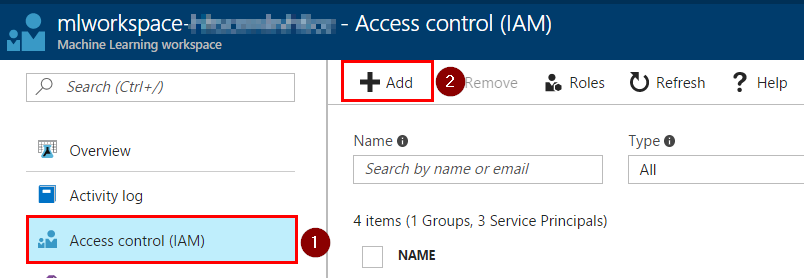 mlworkspace- - Access control (IAM)
Machine Learning workspace
Search (Ctrl+/)
Overview
Activity log
Access control (IAM)
1
Add
2
Remove
Roles
Refresh
? Help
Name
Type
Search by name or email
All
4 items (1 Groups, 3 Service Principals)
NAME